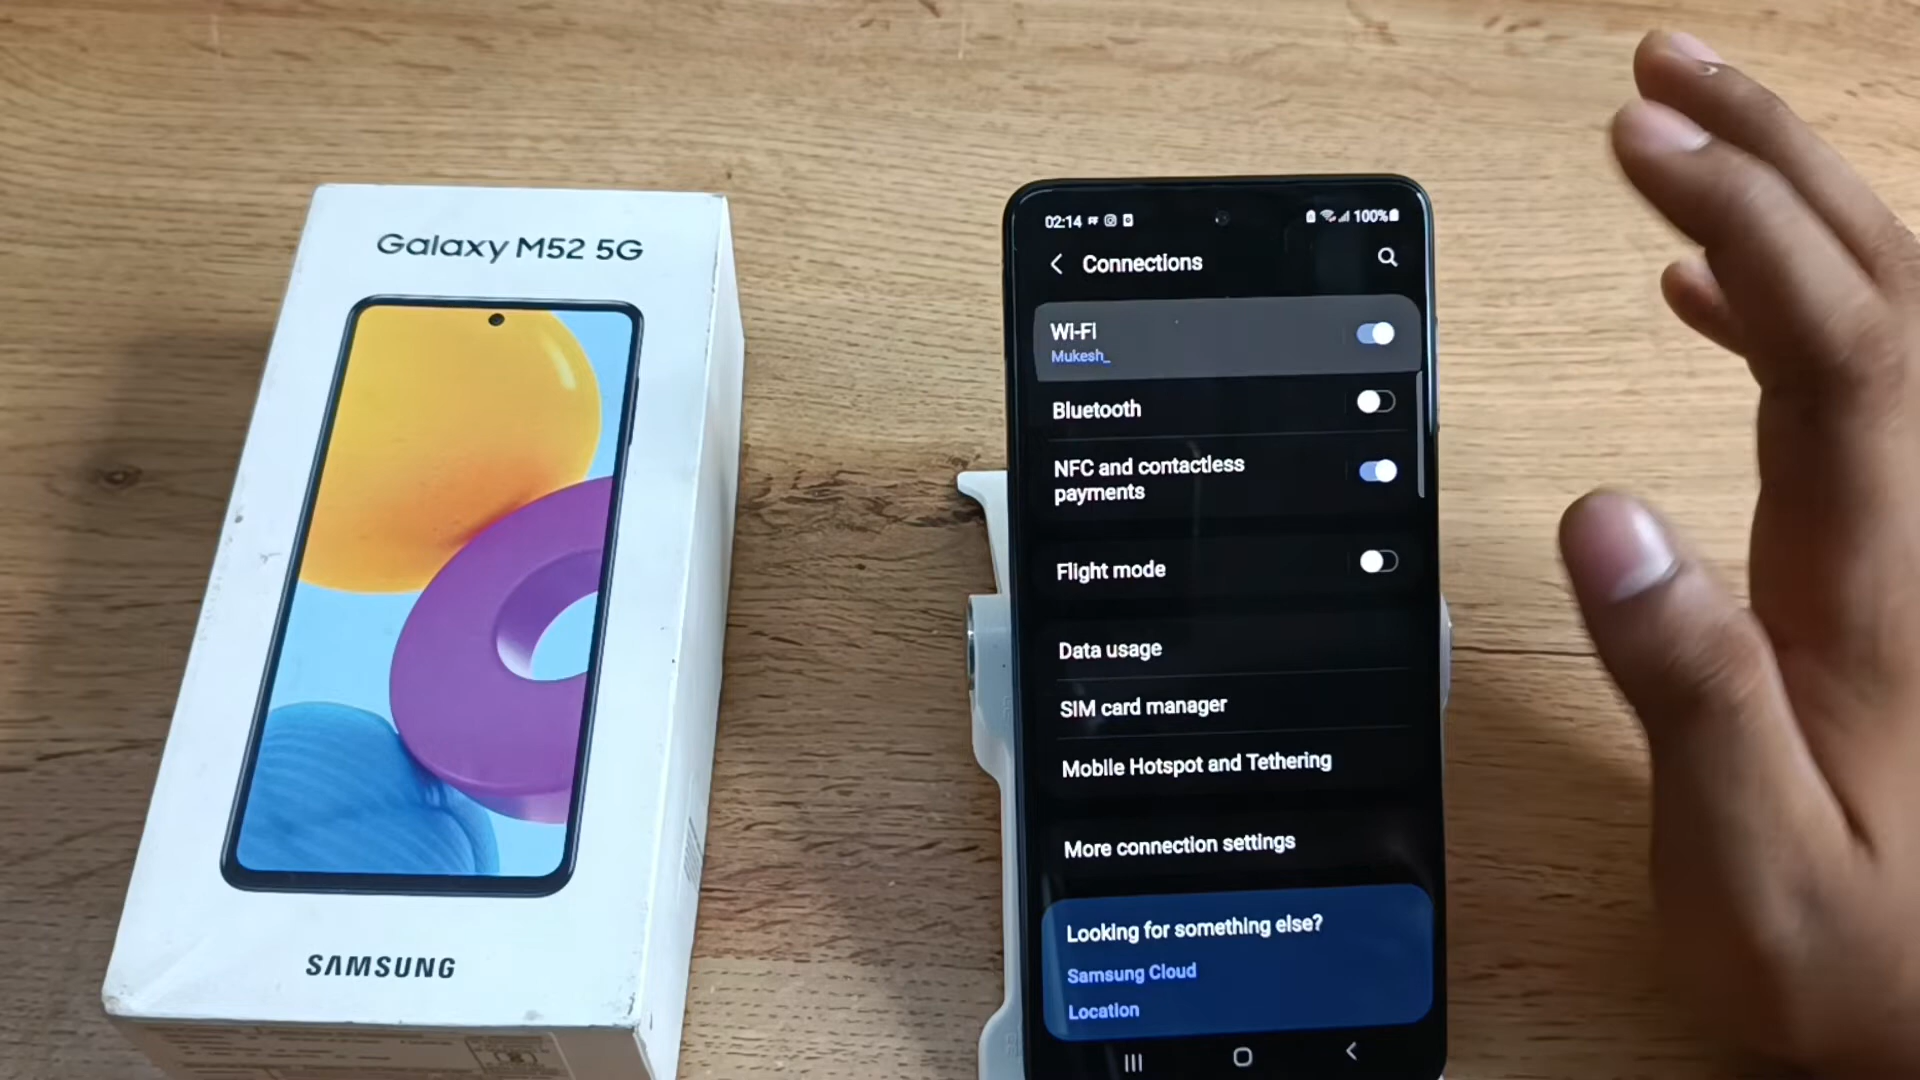 Galaxy M52 5G
SAMSUNG
02:14
100%
Connections
Wi-Fi
Mukesh_
Bluetooth
NFC and contactless
payments
Flight mode
Data usage
SIM card manager
Mobile Hotspot and Tethering
More connection settings
Looking for something else?
Samsung Cloud
Location